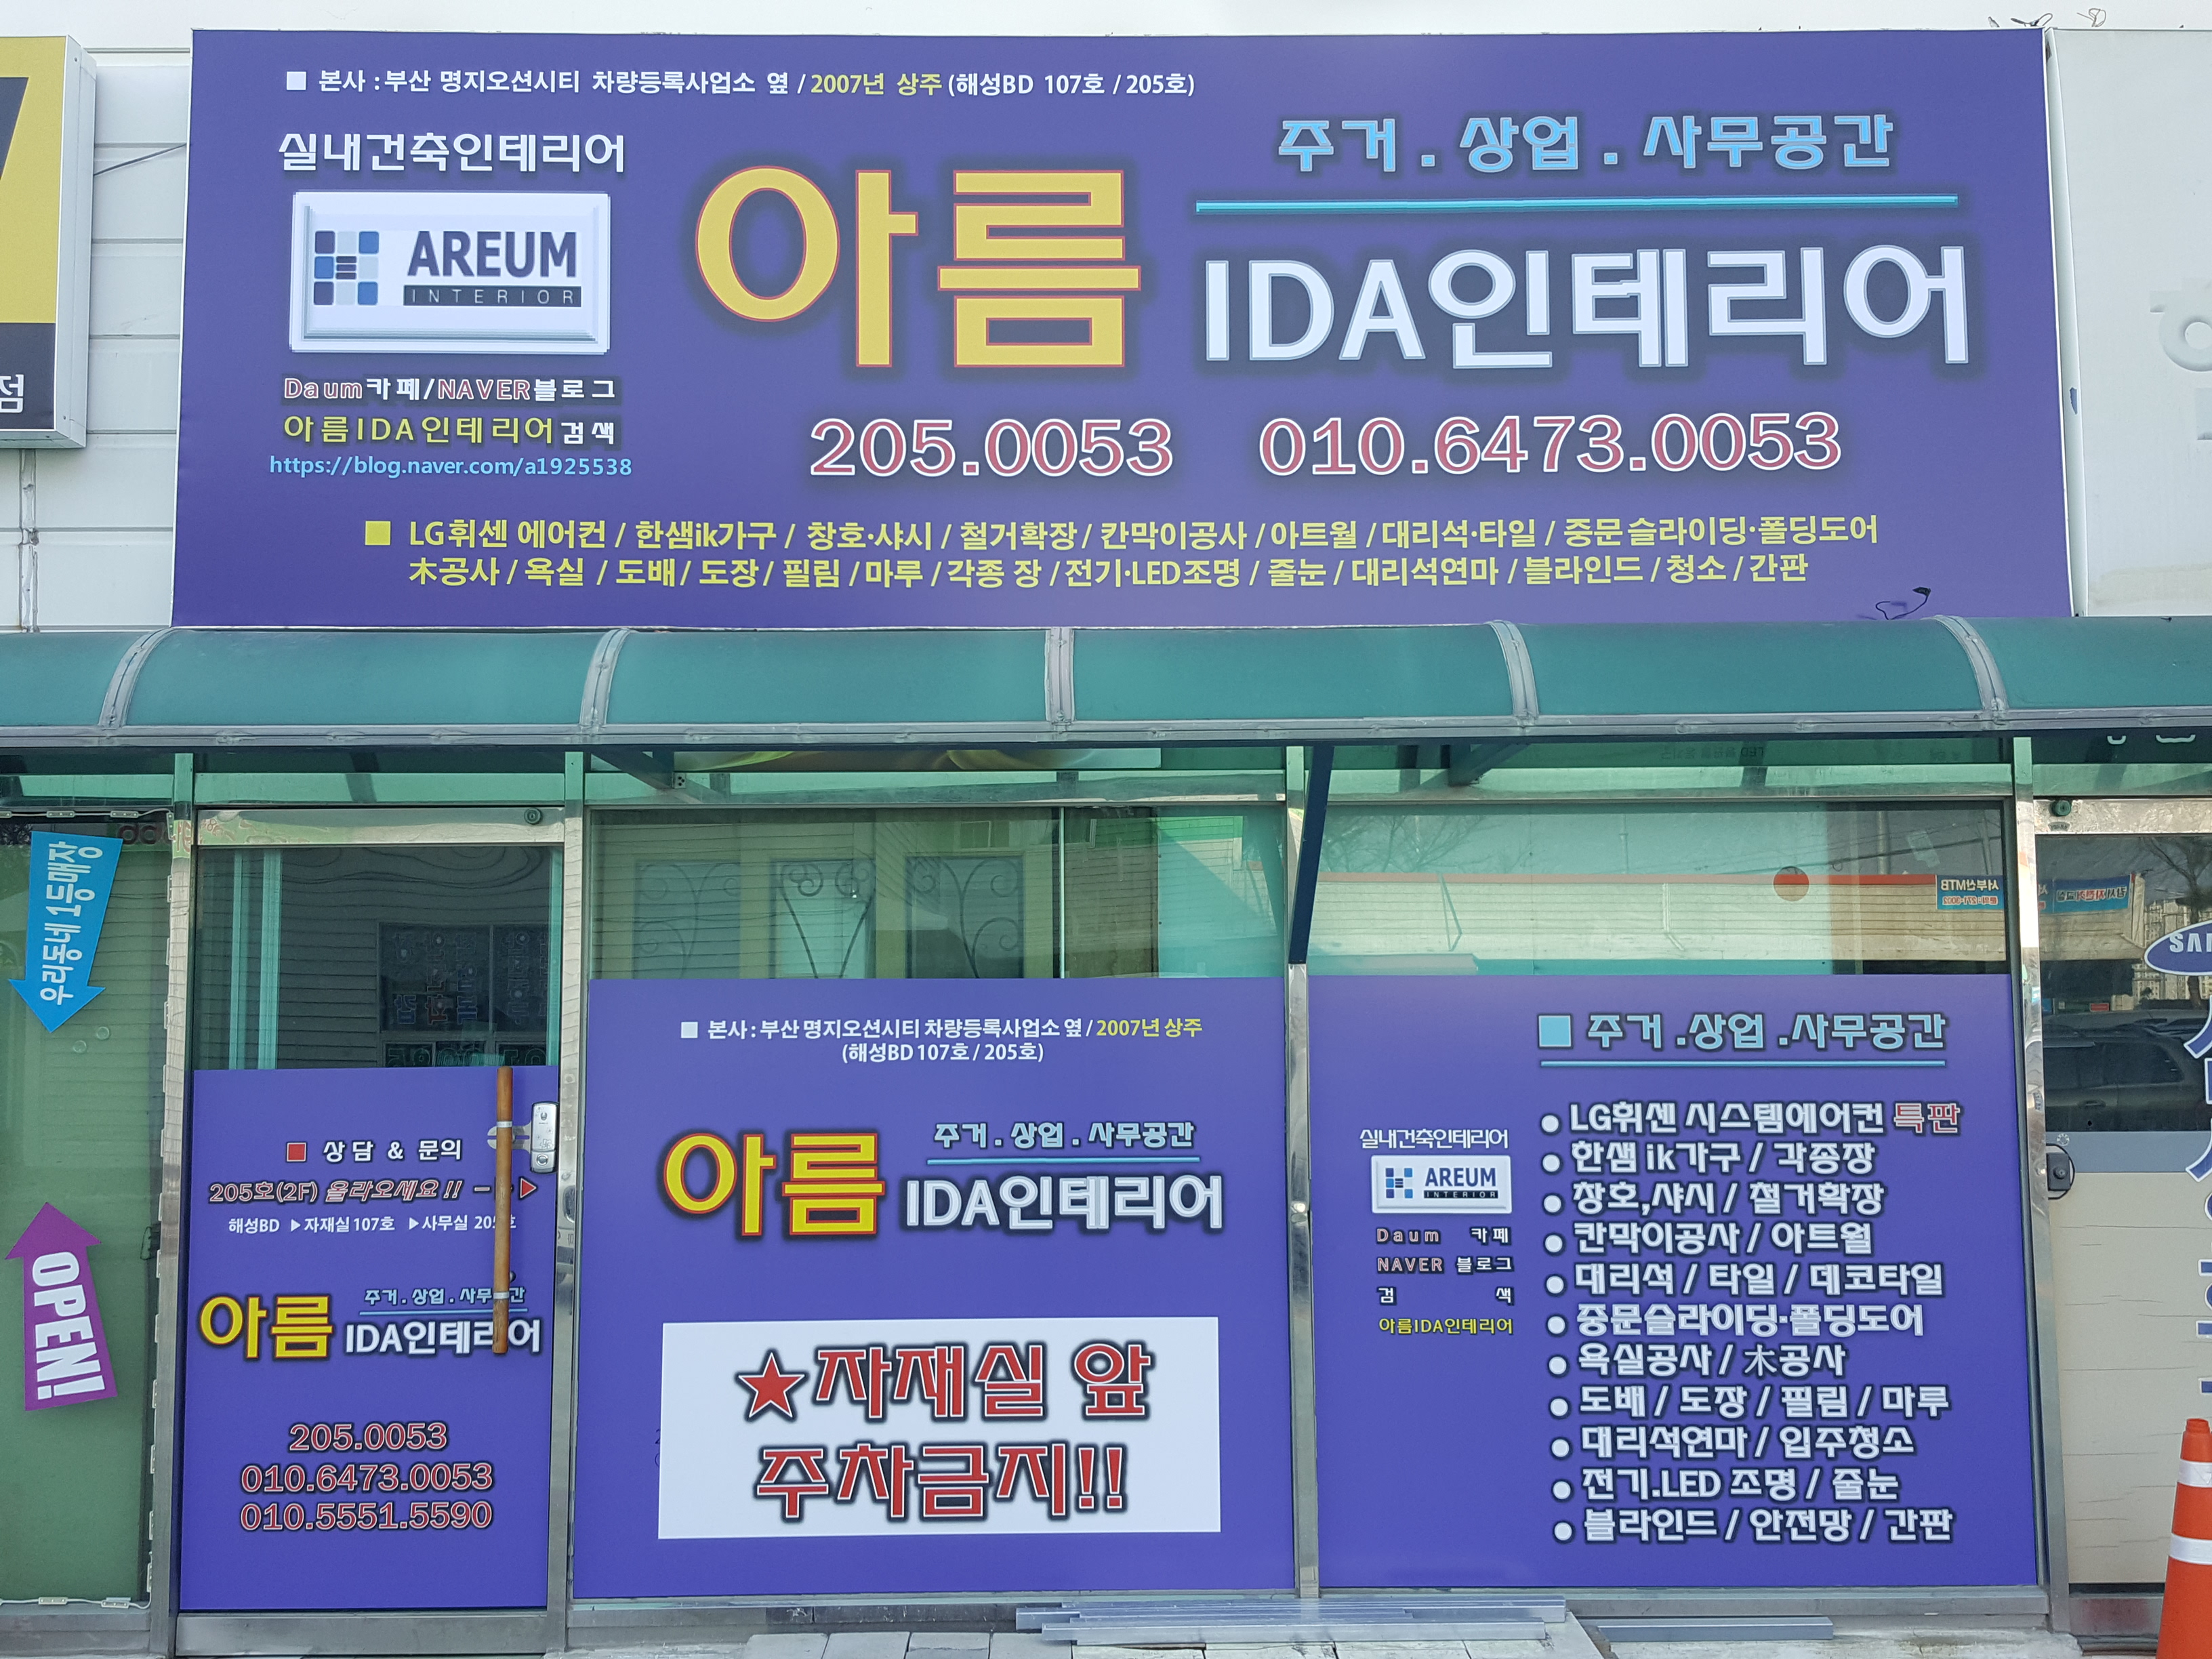 ■ 본사 : 부산 명지오션시티 차량등록사업소 옆 / 2007년 상주 (해성BD 107호 / 205호)
실내건축인테리어
AREUM
INTERIOR
Daum카페/NAVER블로그
아름IDA인테리어검색
https://blog.naver.com/a1925538
아름
주거 . 상업 . 사무공간
IDA인테리어
205.0053 010.6473.0053
■ LG휘센 에어컨 / 한샘ik가구 / 창호·샤시 / 철거확장 / 칸막이공사 / 아트월 / 대리석·타일 / 중문 슬라이딩·폴딩도어
木공사 / 욕실 / 도배 / 도장 / 필림 / 마루 / 각종 장 / 전기·LED조명 / 줄눈 / 대리석연마 / 블라인드 / 청소 / 간판
점
우리동네 1등매장
OPEN!
■ 상담 & 문의
205호(2F) 올라오세요!!
해성BD ▶자재실107호 ▶사무실
아름
주거 . 상업 .
IDA인테리어
205.0053
010.6473.0053
010.5551.5590
■ 본사 : 부산 명지오션시티 차량등록사업소 옆 / 2007년 상주
(해성BD 107호 / 205호)
아름
주거 . 상업 . 사무공간
IDA인테리어
★자재실 앞
주차금지!!
실내건축인테리어
AREUM
INTERIOR
Daum 카페
NAVER 블로그
검 색
아름IDA인테리어
■ 주거 .상업 .사무공간
● LG휘센 시스템에어컨 특판
● 한샘 ik가구 / 각종장
● 창호,샤시 / 철거확장
● 칸막이공사 / 아트월
● 대리석 / 타일 / 데코타일
● 중문슬라이딩·폴딩도어
● 욕실공사 / 木공사
● 도배 / 도장 / 필림 / 마루
● 대리석연마 / 입주청소
● 전기.LED 조명 / 줄눈
● 블라인드 / 안전망 / 간판